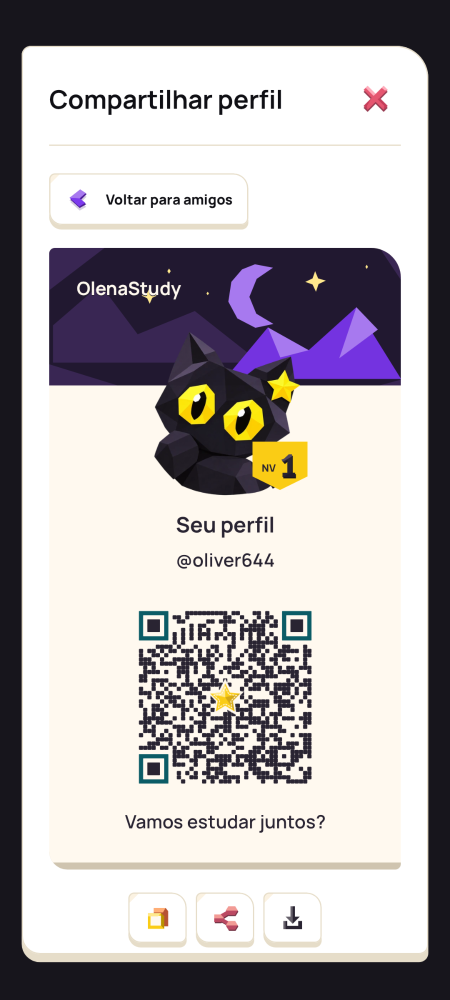 Compartilhar perfil
Voltar para amigos
OlenaStudy
NV 1
Seu perfil
@oliver644
Vamos estudar juntos?